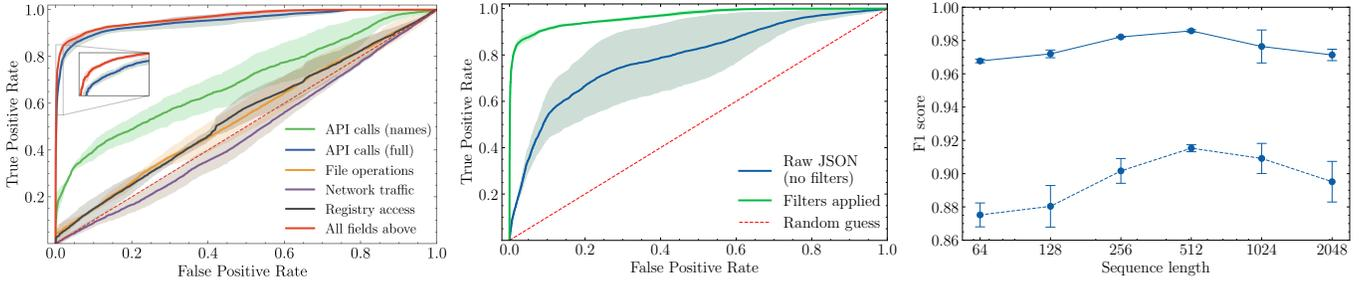 True Positive Rate
1.0
0.8
0.6
0.4
0.2
API calls (names)
API calls (full)
File operations
Network traffic
Registry access
All fields above
0.0 0.2 0.4 0.6 0.8 1.0
False Positive Rate
True Positive Rate
1.0
0.8
0.6
0.4
0.2
Raw JSON
(no filters)
Filters applied
Random guess
0.0 0.2 0.4 0.6 0.8 1.0
False Positive Rate
F1 score
1.00
0.98
0.96
0.94
0.92
0.90
0.88
0.86
64 128 256 512 1024 2048
Sequence length